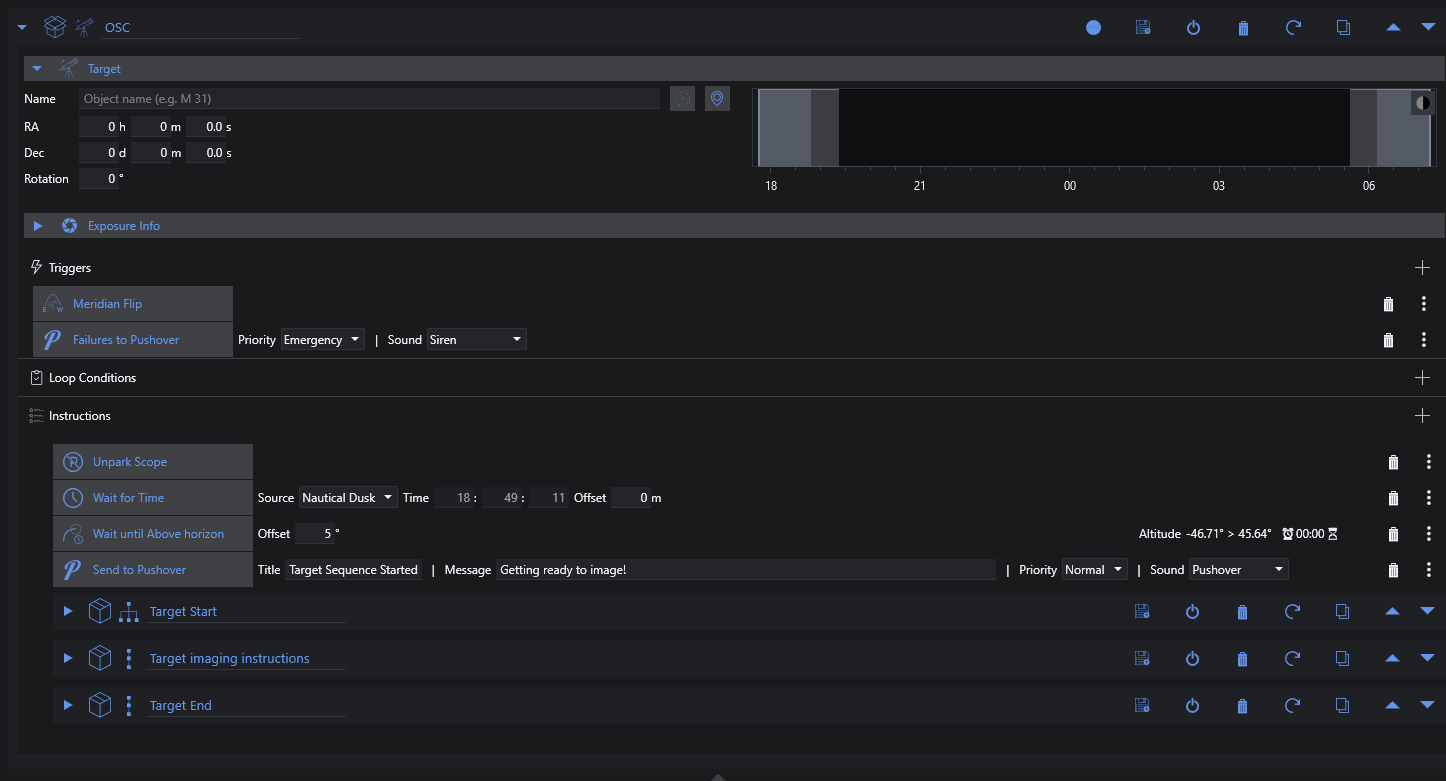 OSC
Target
Name Object name (e.g. M 31)
RA 0 h 0 m 0.0 s
Dec 0 d 0 m 0.0 s
Rotation 0 °
18 21 00 03 06
Exposure Info
Triggers
E W Meridian Flip
Failures to Pushover Priority Emergency | Sound Siren
Loop Conditions
Instructions
Unpark Scope
Wait for Time Source Nautical Dusk Time 18 : 49 : 11 Offset 0 m
Wait until Above horizon Offset 5 ° Altitude -46.71° > 45.64° 00:00
Send to Pushover Title Target Sequence Started | Message Getting ready to image! | Priority Normal | Sound Pushover
Target Start
Target imaging instructions
Target End